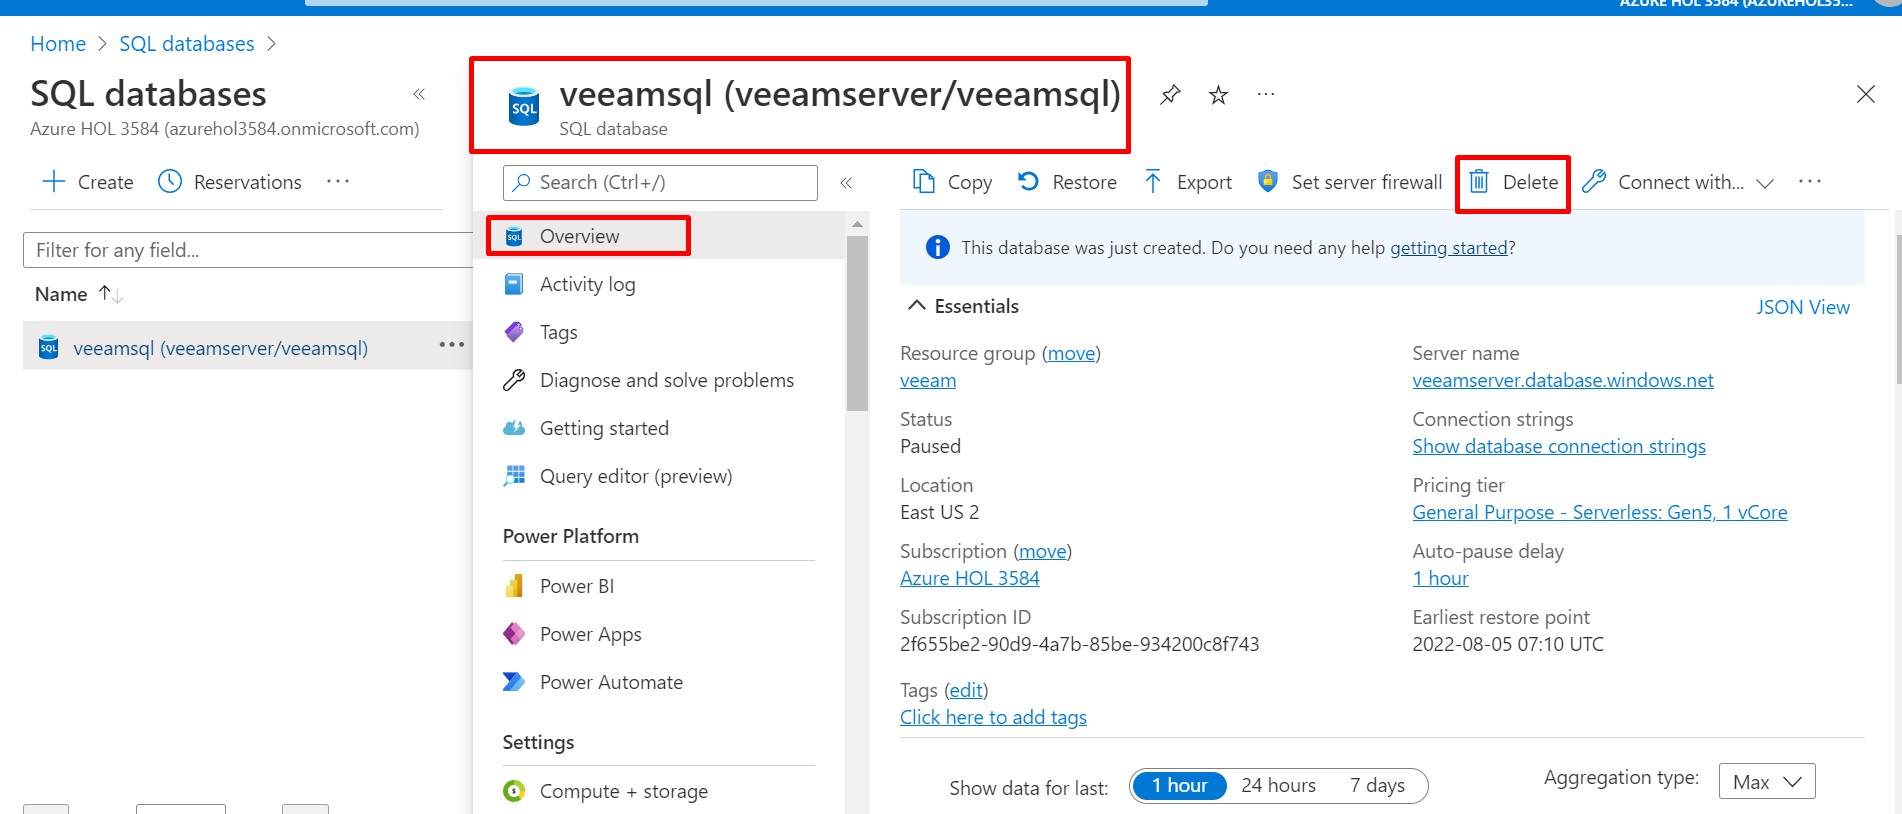 AZURE HOL 3584 (AZUREHOL35...
Home > SQL databases >
SQL databases «
Azure HOL 3584 (azurehol3584.onmicrosoft.com)
Create Reservations ...
Filter for any field...
Name ↑↓
SQL veeamsql (veeamserver/veeamsql) ...
SQL veeamsql (veeamserver/veeamsql) ...
SQL database
Search (Ctrl+/) «
SQL Overview
Activity log
Tags
Diagnose and solve problems
Getting started
Query editor (preview)
Power Platform
Power BI
Power Apps
Power Automate
Settings
Compute + storage
Copy Restore Export Set server firewall Delete Connect with... ...
This database was just created. Do you need any help getting started?
Essentials JSON View
Resource group (move)
veeam
Status
Paused
Location
East US 2
Subscription (move)
Azure HOL 3584
Subscription ID
2f655be2-90d9-4a7b-85be-934200c8f743
Tags (edit)
Click here to add tags
Server name
veeamserver.database.windows.net
Connection strings
Show database connection strings
Pricing tier
General Purpose - Serverless: Gen5, 1 vCore
Auto-pause delay
1 hour
Earliest restore point
2022-08-05 07:10 UTC
Show data for last: 1 hour 24 hours 7 days Aggregation type: Max